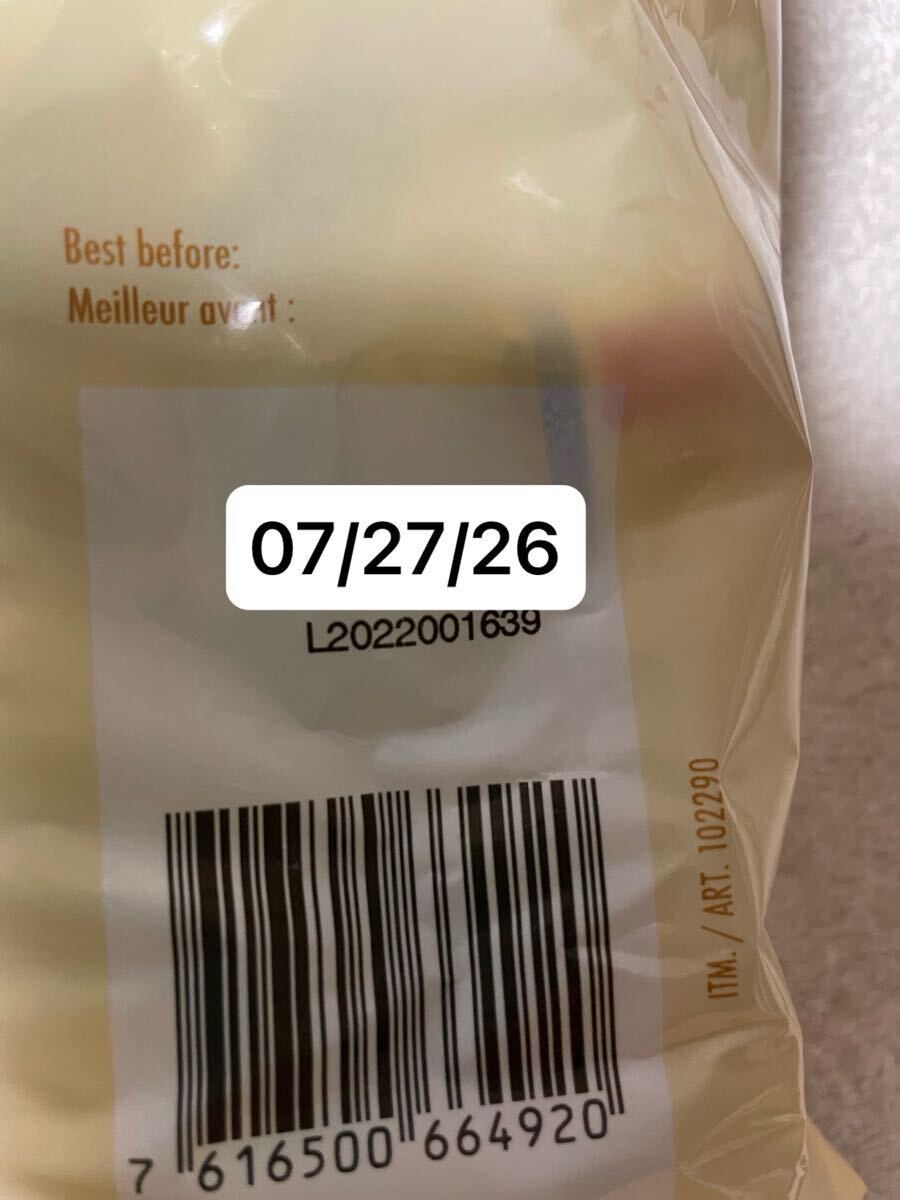 Best before:
Meilleur avant :
07/27/26
L2022001639
ITM. / ART. 102290
7 616500 664920